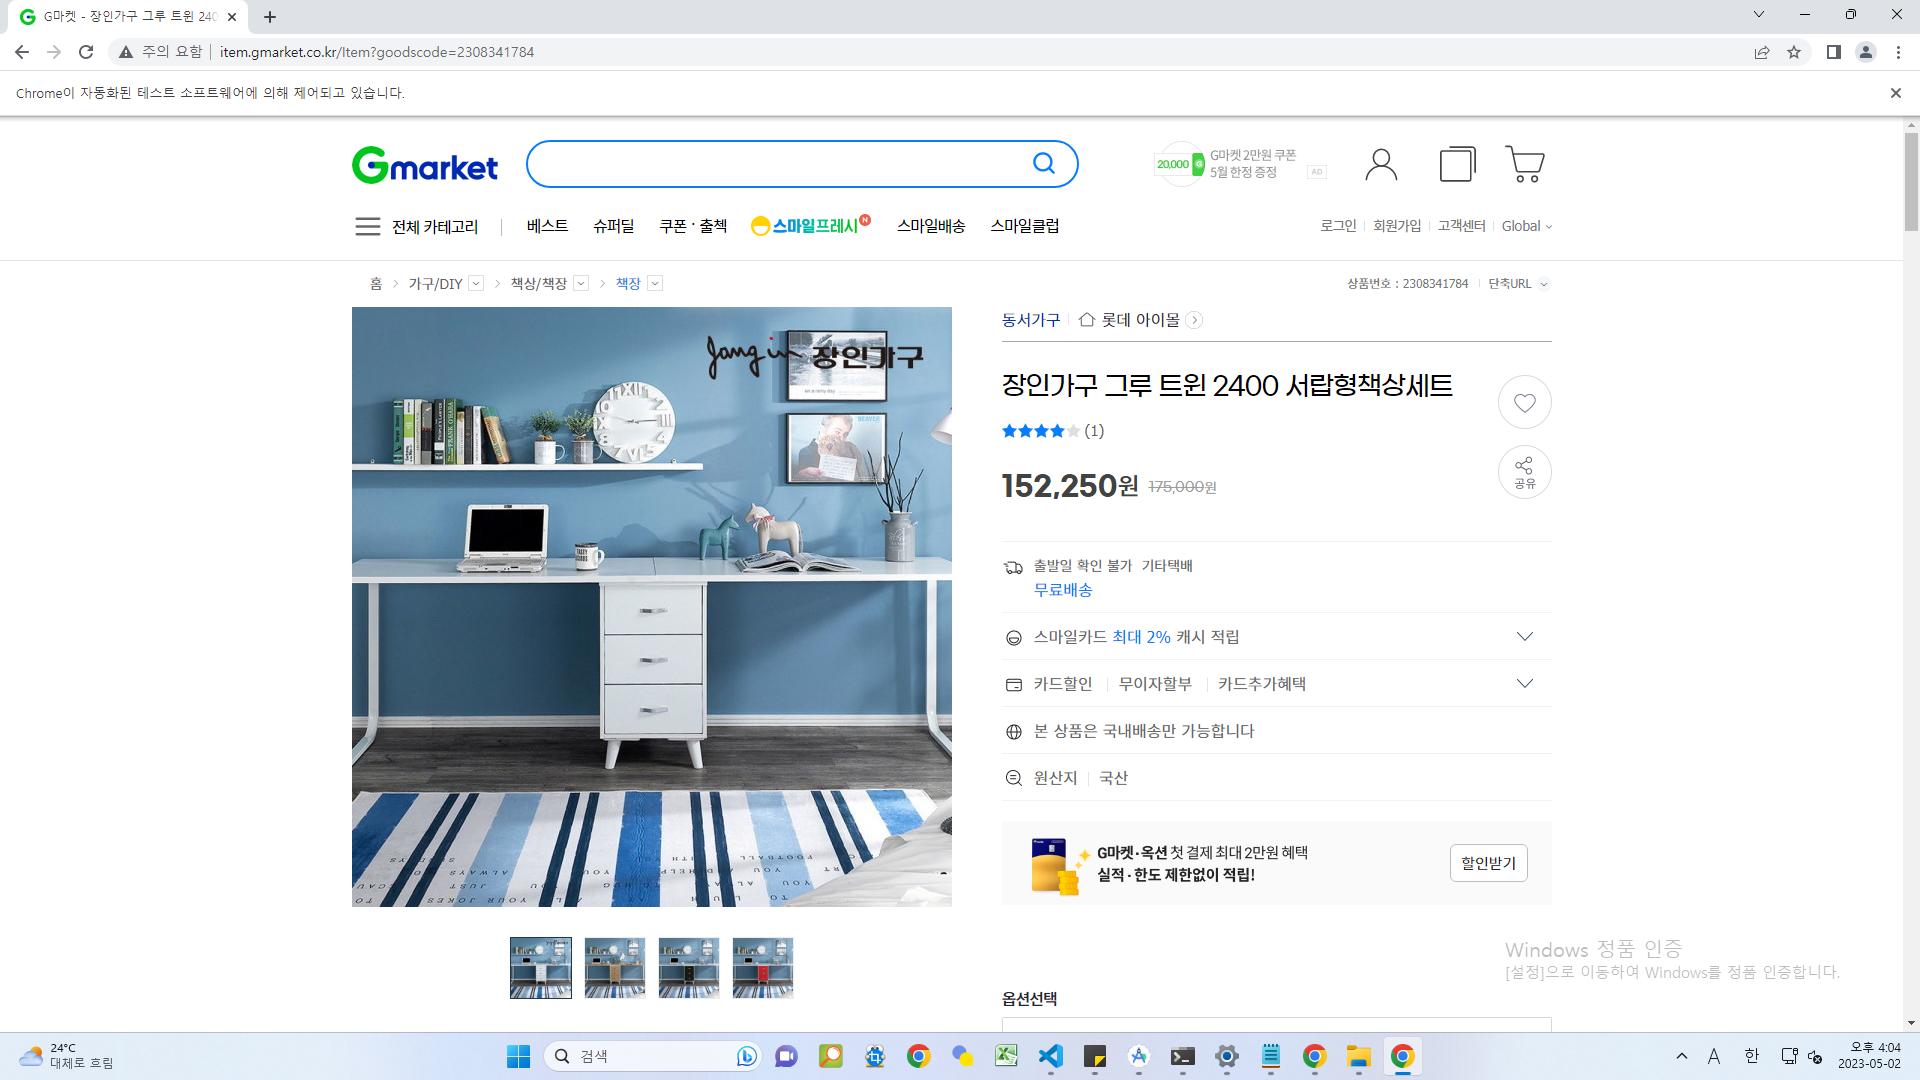 G마켓 - 장인가구 그루 트윈 240
주의 요함
item.gmarket.co.kr/Item?goodscode=2308341784
Chrome이 자동화된 테스트 소프트웨어에 의해 제어되고 있습니다.
Gmarket
20,000
G마켓 2만원 쿠폰
5월 한정 증정
AD
전체 카테고리
베스트
슈퍼딜
쿠폰 · 출첵
스마일프레시
N
스마일배송
스마일클럽
로그인
회원가입
고객센터
Global
홈
가구/DIY
책상/책장
책장
상품번호 : 2308341784
단축URL
Jang in 장인가구
동서가구
롯데 아이몰
장인가구 그루 트윈 2400 서랍형책상세트
(1)
152,250원 175,000원
공유
출발일 확인 불가 기타택배
무료배송
스마일카드 최대 2% 캐시 적립
카드할인
무이자할부
카드추가혜택
본 상품은 국내배송만 가능합니다
원산지
국산
G마켓·옥션 첫 결제 최대 2만원 혜택
실적·한도 제한없이 적립!
할인받기
옵션선택
Windows 정품 인증
[설정]으로 이동하여 Windows를 정품 인증합니다.
24°C
대체로 흐림
검색
A
한
오후 4:04
2023-05-02